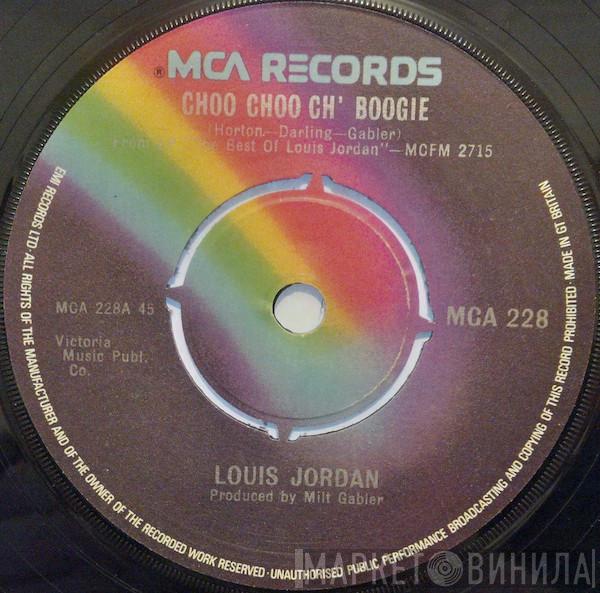 ® MCA RECORDS
CHOO CHOO CH' BOOGIE
(Horton—Darling—Gabler)
From LP "The Best Of Louis Jordan"—MCFM 2715
MCA 228A 45
MCA 228
Victoria
Music Publ.
Co.
LOUIS JORDAN
Produced by Milt Gabler
EMI RECORDS LTD·ALL RIGHTS OF THE MANUFACTURER AND OF THE OWNER OF THE RECORDED WORK RESERVED·UNAUTHORISED PUBLIC PERFORMANCE BROADCASTING AND COPYING OF THIS RECORD PROHIBITED·MADE IN GT BRITAIN
МАРКЕТ ВИНИЛА